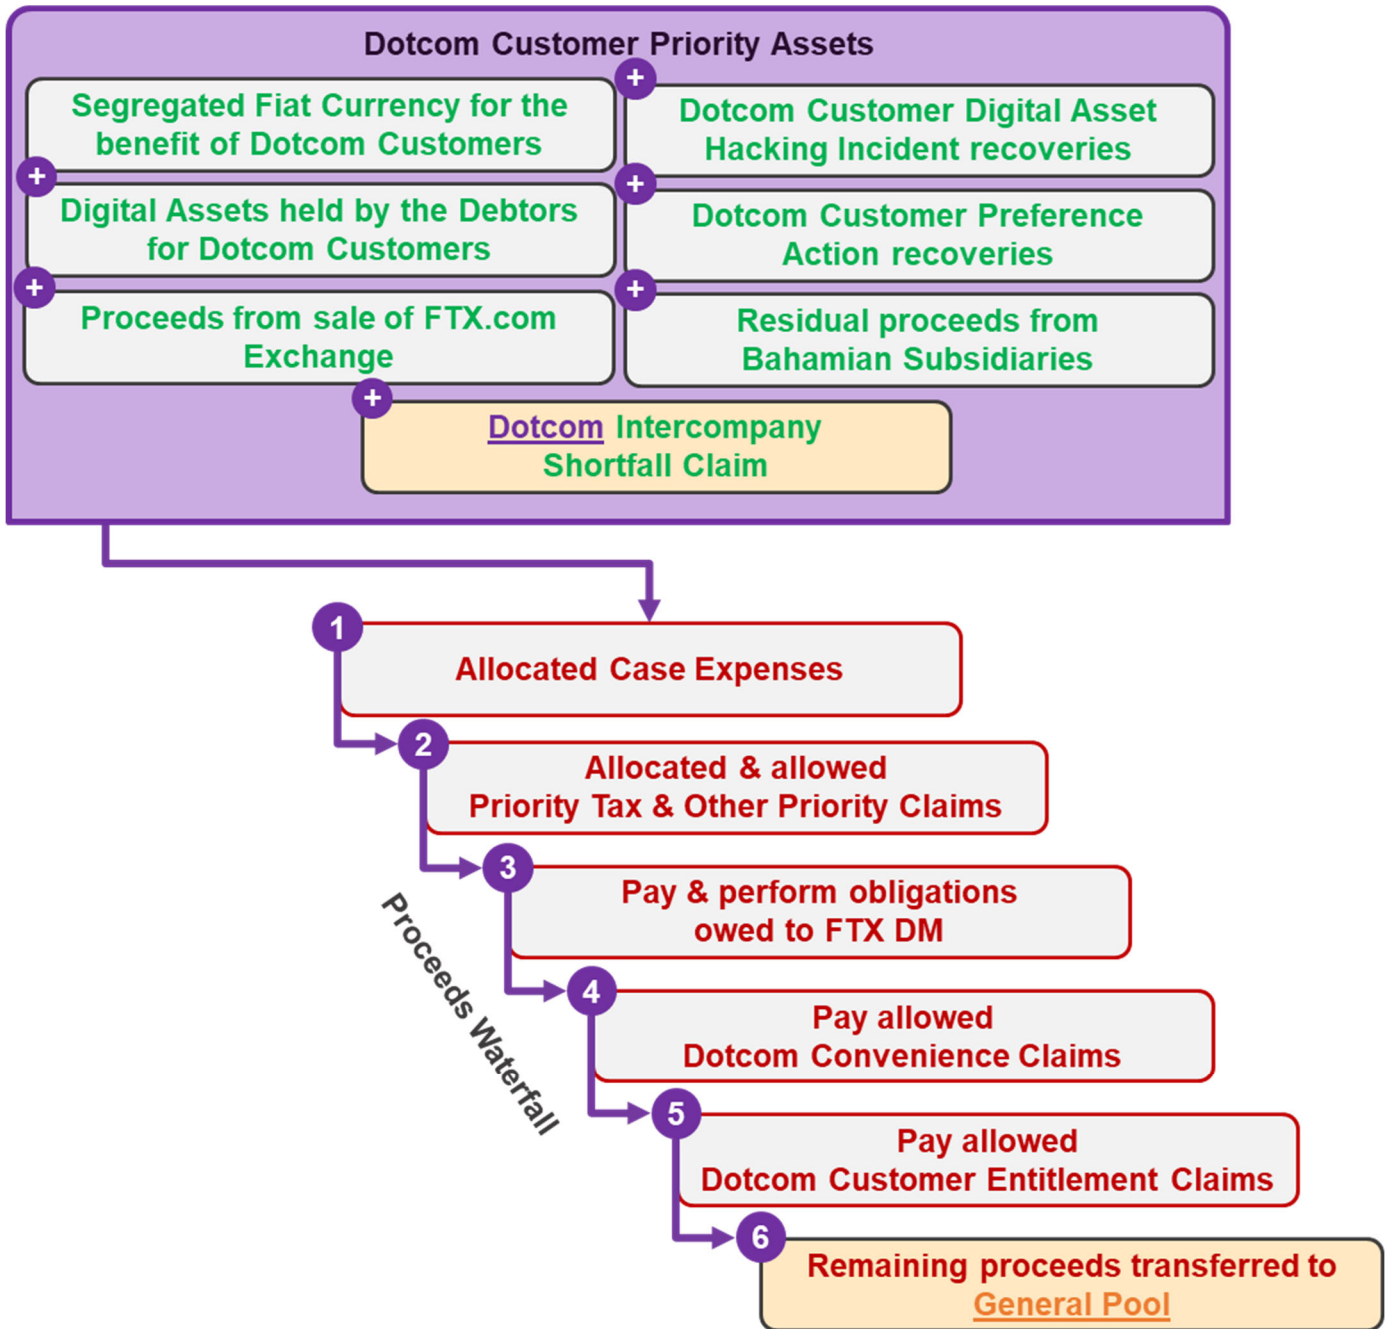 Dotcom Customer Priority Assets
Segregated Fiat Currency for the
benefit of Dotcom Customers
+
Digital Assets held by the Debtors
for Dotcom Customers
+
Proceeds from sale of FTX.com
Exchange
+
Dotcom Customer Digital Asset
Hacking Incident recoveries
+
Dotcom Customer Preference
Action recoveries
+
Residual proceeds from
Bahamian Subsidiaries
+
Dotcom Intercompany
Shortfall Claim
1
Allocated Case Expenses
2
Allocated & allowed
Priority Tax & Other Priority Claims
3
Pay & perform obligations
owed to FTX DM
4
Pay allowed
Dotcom Convenience Claims
5
Pay allowed
Dotcom Customer Entitlement Claims
6
Remaining proceeds transferred to
General Pool
Proceeds Waterfall